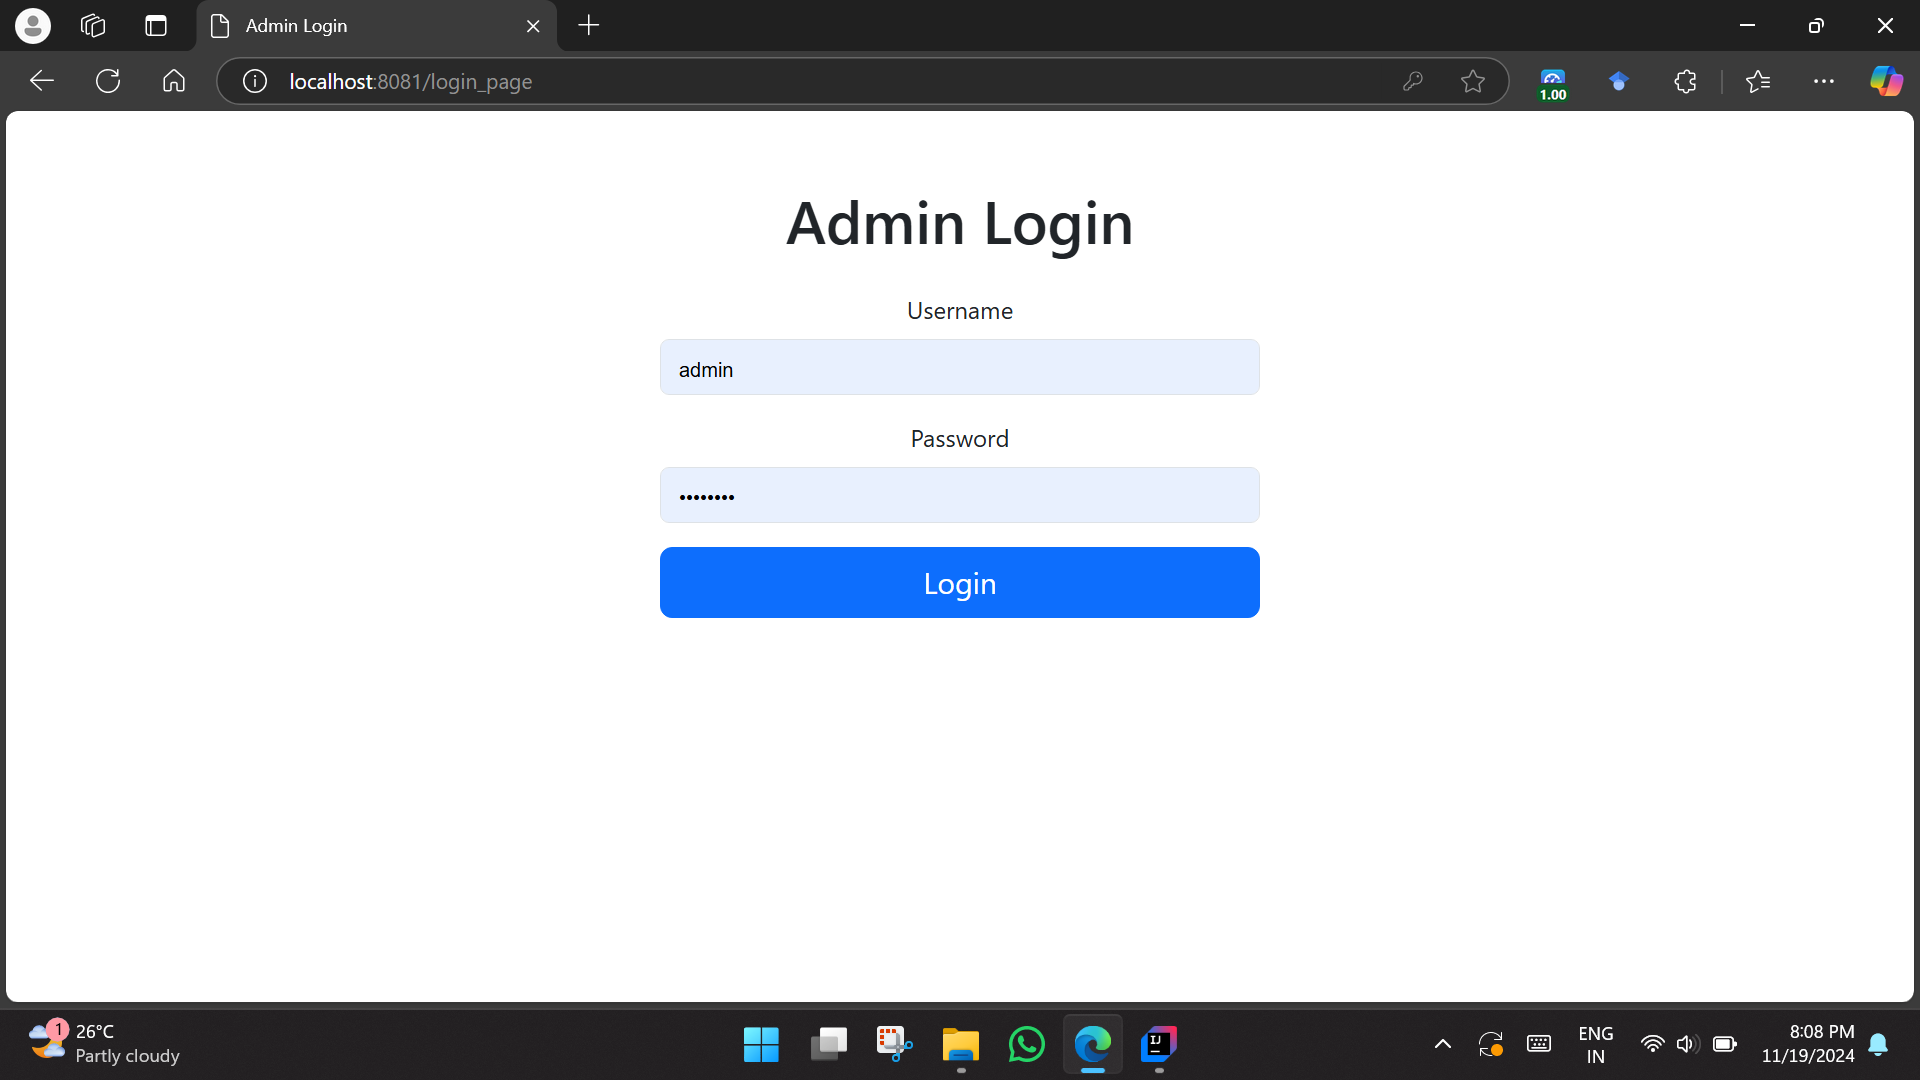 Admin Login
localhost:8081/login_page
1.00
Admin Login
Username
admin
Password
••••••••
Login
1
26°C
Partly cloudy
IJ
ENG
IN
8:08 PM
11/19/2024